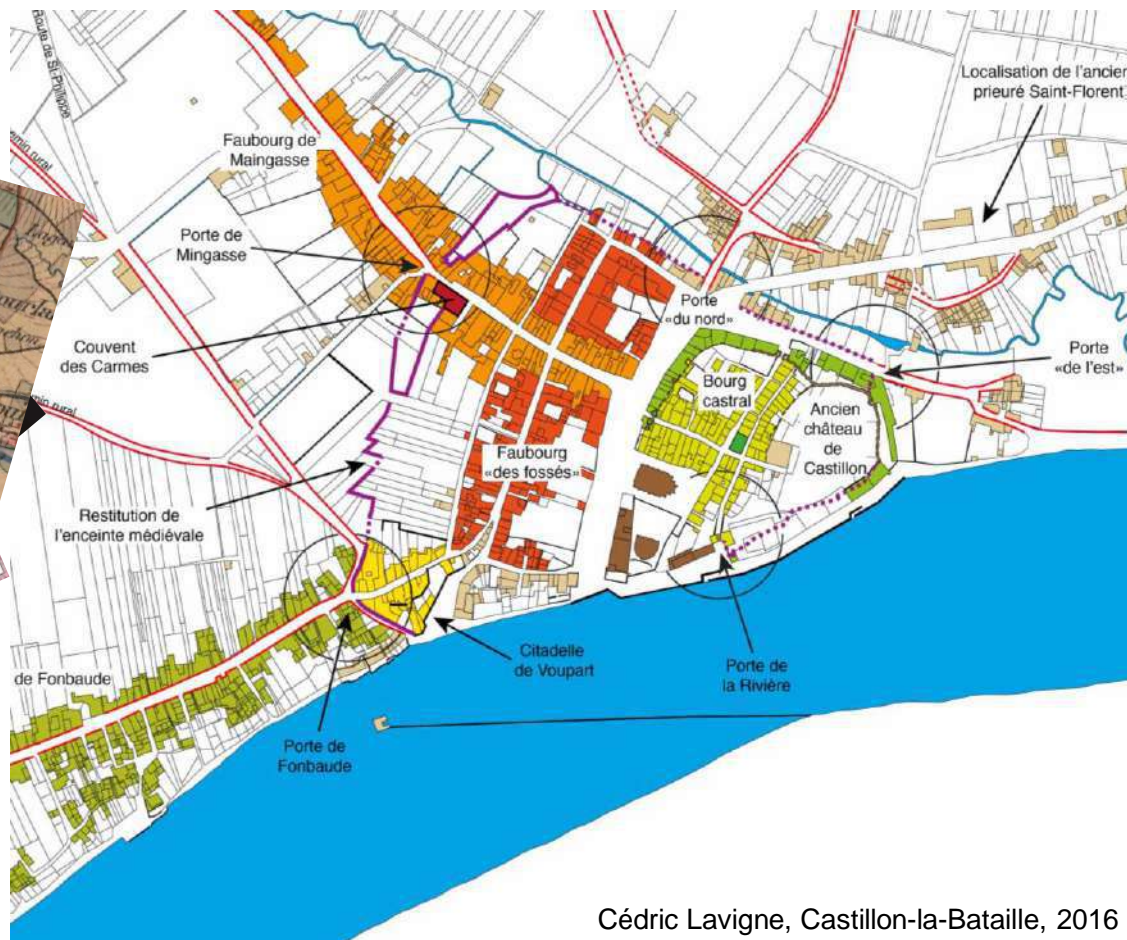 Route de St-Philippe
Localisation de l'ancien
prieuré Saint-Florent
Faubourg de
Maingasse
min rural
Porte de
Mingasse
Porte
«du nord»
Couvent
des Carmes
Porte
«de l'est»
Bourg
castral
Ancien
château
de
Castillon
min rural
Faubourg
«des fossés»
Restitution de
l'enceinte médiévale
Citadelle
de Voupart
de Fonbaude
Porte de
la Rivière
Porte de
Fonbaude
Cédric Lavigne, Castillon-la-Bataille, 2016